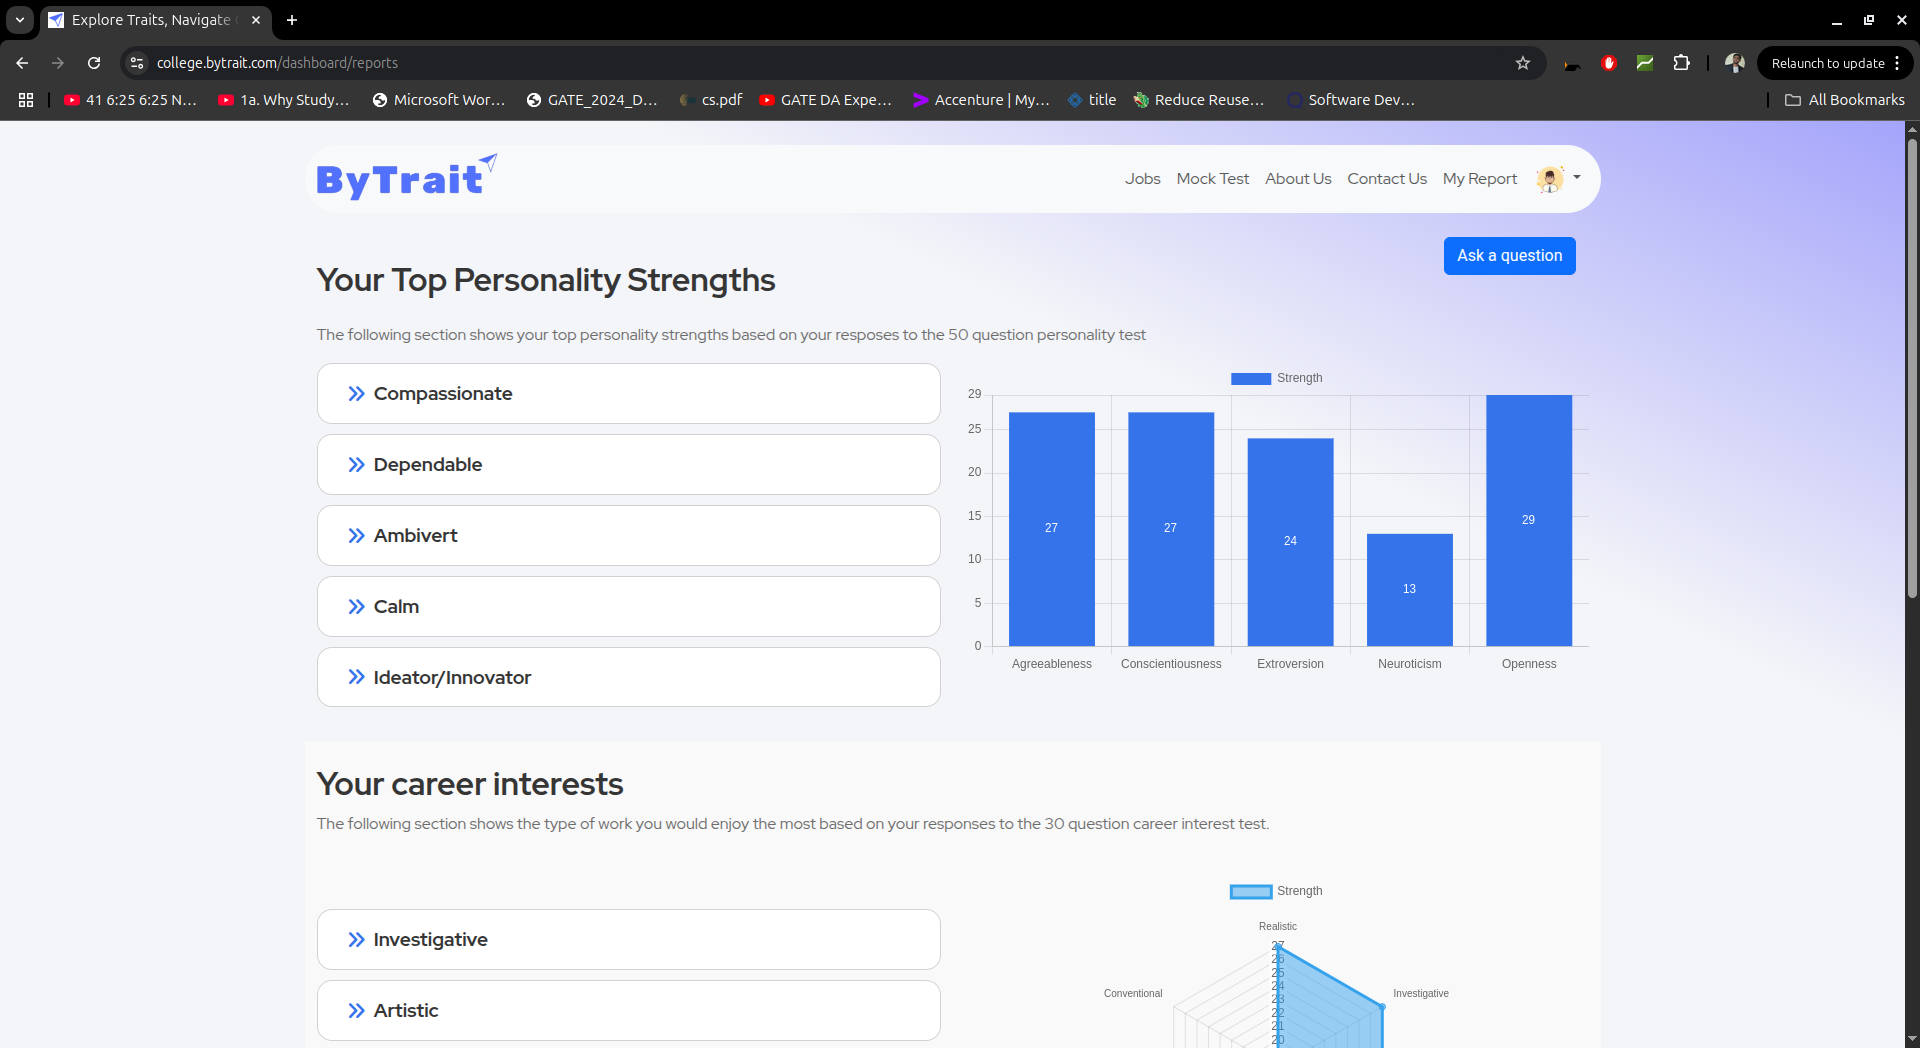 Explore Traits, Navigate
college.bytrait.com/dashboard/reports
Relaunch to update
41 6:25 6:25 N...
1a. Why Study...
Microsoft Wor...
GATE_2024_D...
cs.pdf
GATE DA Expe...
Accenture | My...
title
Reduce Reuse...
Software Dev...
All Bookmarks
ByTrait
Jobs Mock Test About Us Contact Us My Report
Ask a question
Your Top Personality Strengths
The following section shows your top personality strengths based on your resposes to the 50 question personality test
Compassionate
Dependable
Ambivert
Calm
Ideator/Innovator
Strength
29
25
20
15
10
5
0
27 27 24 13 29
Agreeableness Conscientiousness Extroversion Neuroticism Openness
Your career interests
The following section shows the type of work you would enjoy the most based on your responses to the 30 question career interest test.
Investigative
Artistic
Strength
Realistic
27
26
25
24
23
22
21
20
Conventional
Investigative